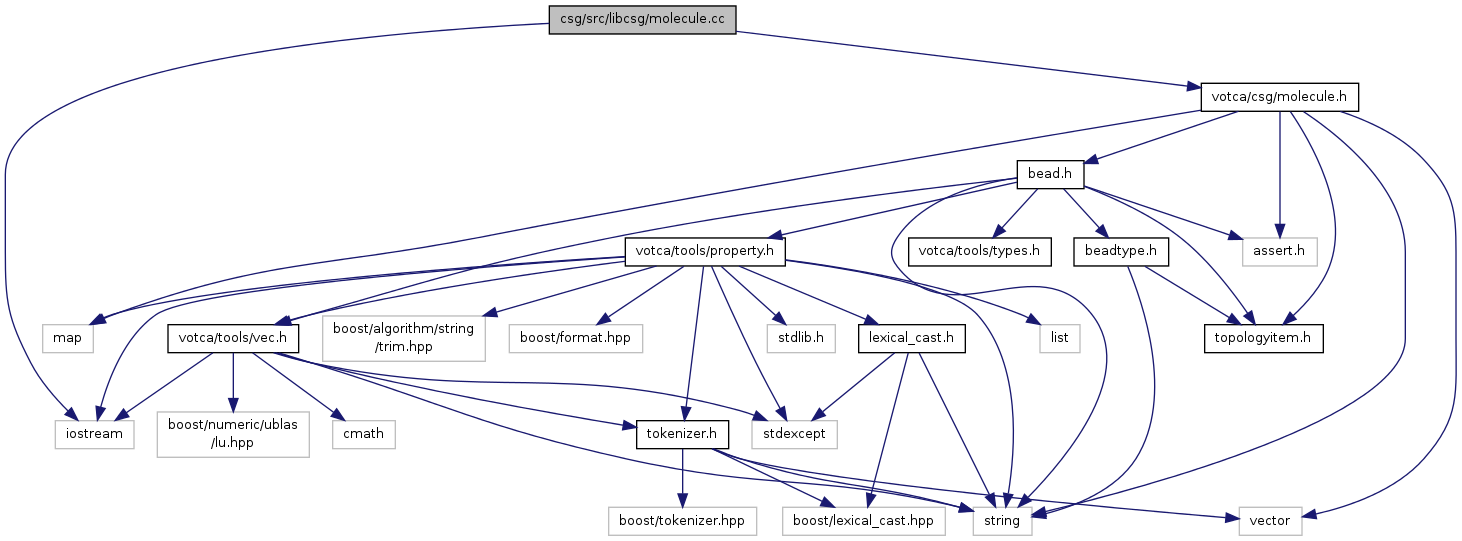 csg/src/libcsg/molecule.cc
votca/csg/molecule.h
bead.h
votca/tools/property.h
votca/tools/types.h
beadtype.h
assert.h
map
votca/tools/vec.h
boost/algorithm/string
/trim.hpp
boost/format.hpp
stdlib.h
lexical_cast.h
list
topologyitem.h
iostream
boost/numeric/ublas
/lu.hpp
cmath
tokenizer.h
stdexcept
boost/tokenizer.hpp
boost/lexical_cast.hpp
string
vector